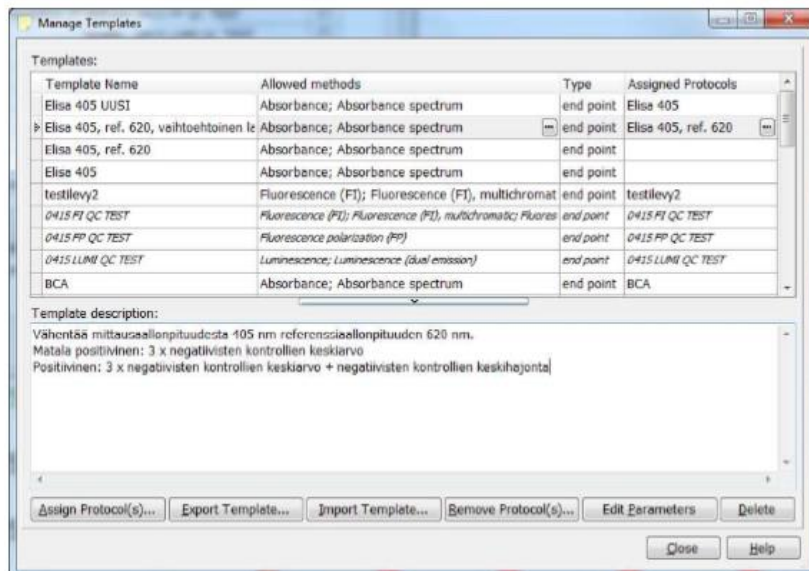 Manage Templates
Templates:
Template Name Allowed methods Type Assigned Protocols
Elisa 405 UUSI Absorbance; Absorbance spectrum end point Elisa 405
Elisa 405, ref. 620, vaihtoehtoinen la Absorbance; Absorbance spectrum ... end point Elisa 405, ref. 620 ...
Elisa 405, ref. 620 Absorbance; Absorbance spectrum end point
Elisa 405 Absorbance; Absorbance spectrum end point
testilevy2 Fluorescence (FI); Fluorescence (FI), multichromat end point testilevy2
0415 FI QC TEST Fluorescence (FI); Fluorescence (FI), multichromatic; Fluores end point 0415 FI QC TEST
0415 FP QC TEST Fluorescence polarization (FP) end point 0415 FP QC TEST
0415 LUMI QC TEST Luminescence; Luminescence (dual emission) end point 0415 LUMI QC TEST
BCA Absorbance; Absorbance spectrum end point BCA
Template description:
Vähentää mittausaallonpituudesta 405 nm referenssiaallonpituuden 620 nm.
Matala positiivinen: 3 x negatiivisten kontrollien keskiarvo
Positiivinen: 3 x negatiivisten kontrollien keskiarvo + negatiivisten kontrollien keskihajonta
Assign Protocol(s)... Export Template... Import Template... Remove Protocol(s)... Edit Parameters Delete
Close Help